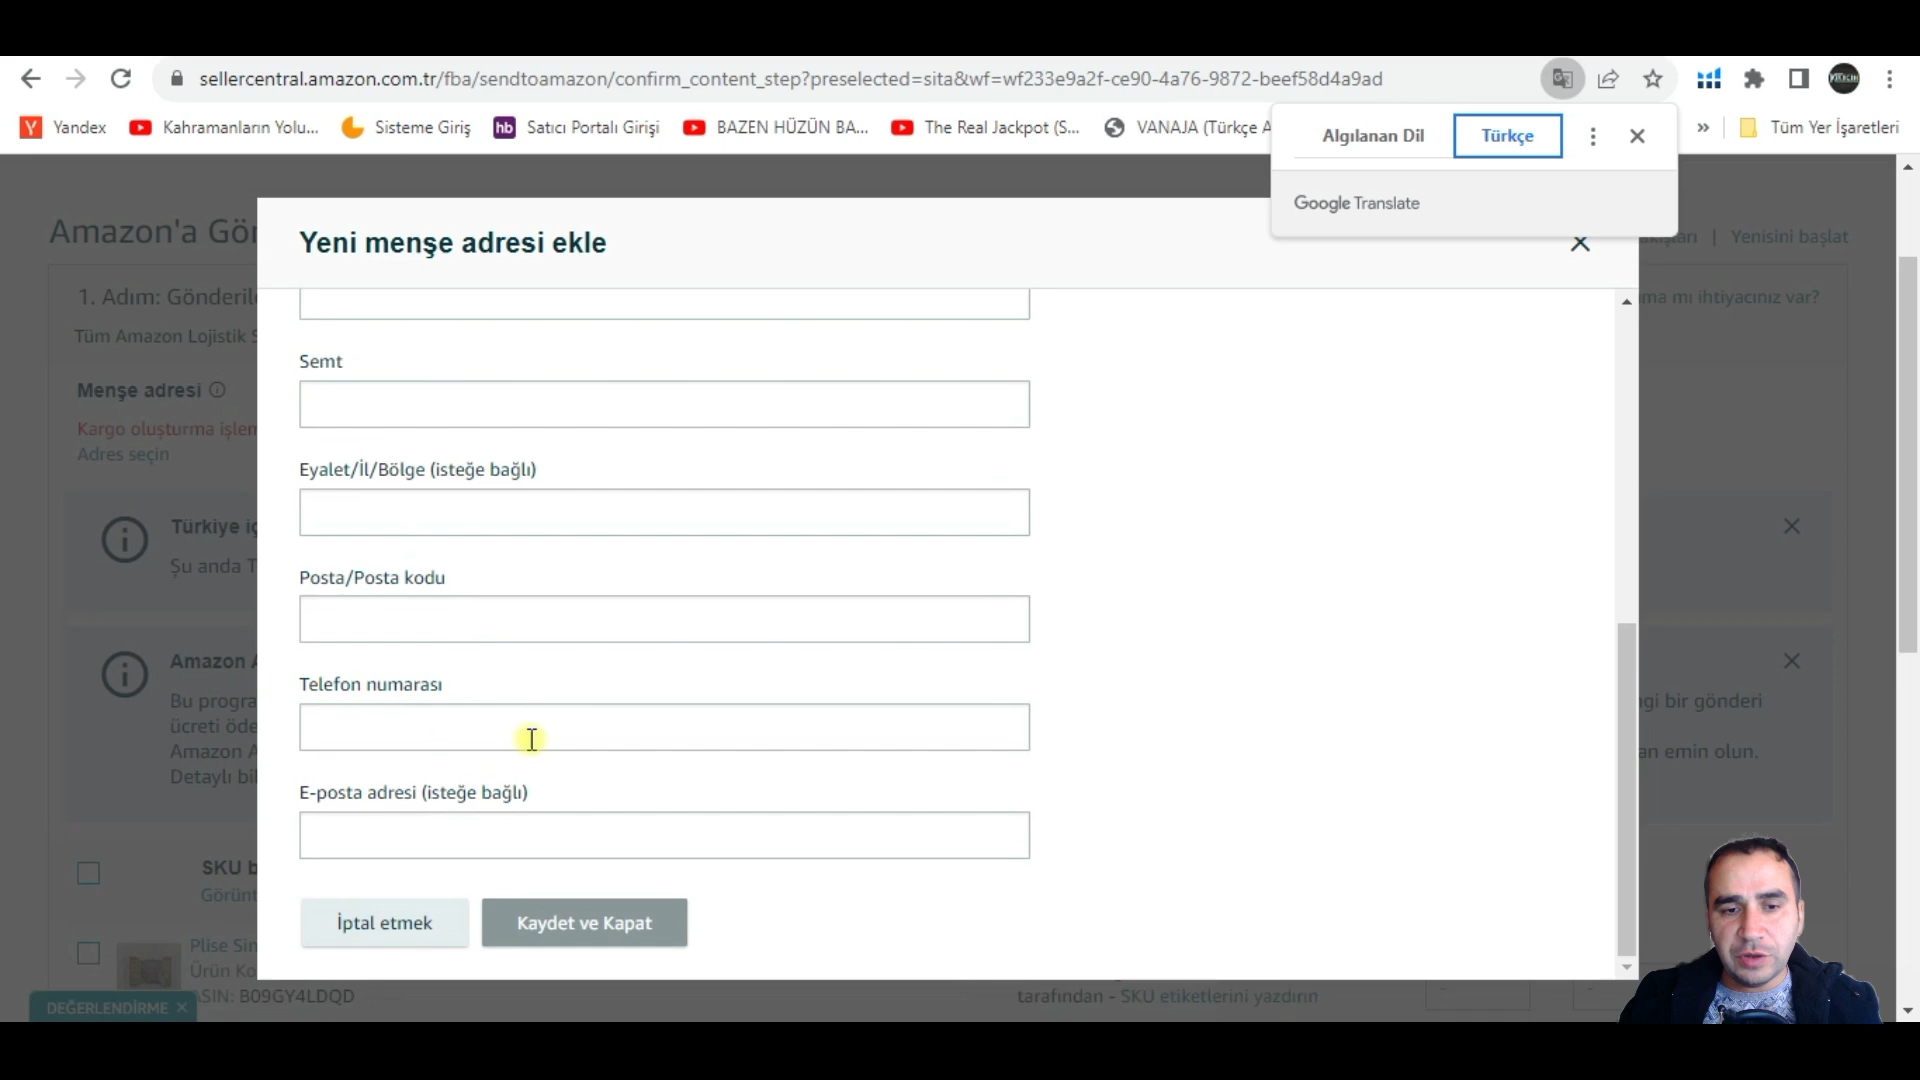 sellercentral.amazon.com.tr/fba/sendtoamazon/confirm_content_step?preselected=sita&wf=wf233e9a2f-ce90-4a76-9872-beef58d4a9ad
Y Yandex
Kahramanların Yolu...
Sisteme Giriş
hb Satıcı Portalı Girişi
BAZEN HÜZÜN BA...
The Real Jackpot (S...
VANAJA (Türkçe A
» Tüm Yer İşaretleri
Algılanan Dil
Türkçe
Google Translate
Amazon'a Gör
Yenisini başlat
Yeni menşe adresi ekle
1. Adım: Gönderile
ma mı ihtiyacınız var?
Tüm Amazon Lojistik S
Semt
Menşe adresi
Kargo oluşturma işlem
Adres seçin
Eyalet/İl/Bölge (isteğe bağlı)
Türkiye iç
Şu anda T
Posta/Posta kodu
Amazon A
Bu progra
ücreti öde
Amazon A
Detaylı bil
gi bir gönderi
an emin olun.
Telefon numarası
E-posta adresi (isteğe bağlı)
SKU b
Görünt
İptal etmek
Kaydet ve Kapat
Plise Sin
Ürün Ko
ASIN: B09GY4LDQD
tarafından - SKU etiketlerini yazdırın
DEĞERLENDİRME